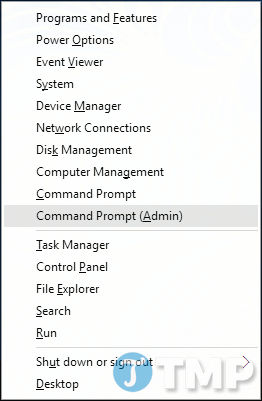 Programs and Features
Power Options
Event Viewer
System
Device Manager
Network Connections
Disk Management
Computer Management
Command Prompt
Command Prompt (Admin)
Task Manager
Control Panel
File Explorer
Search
Run
Shut down or sign out
Desktop
J TMP